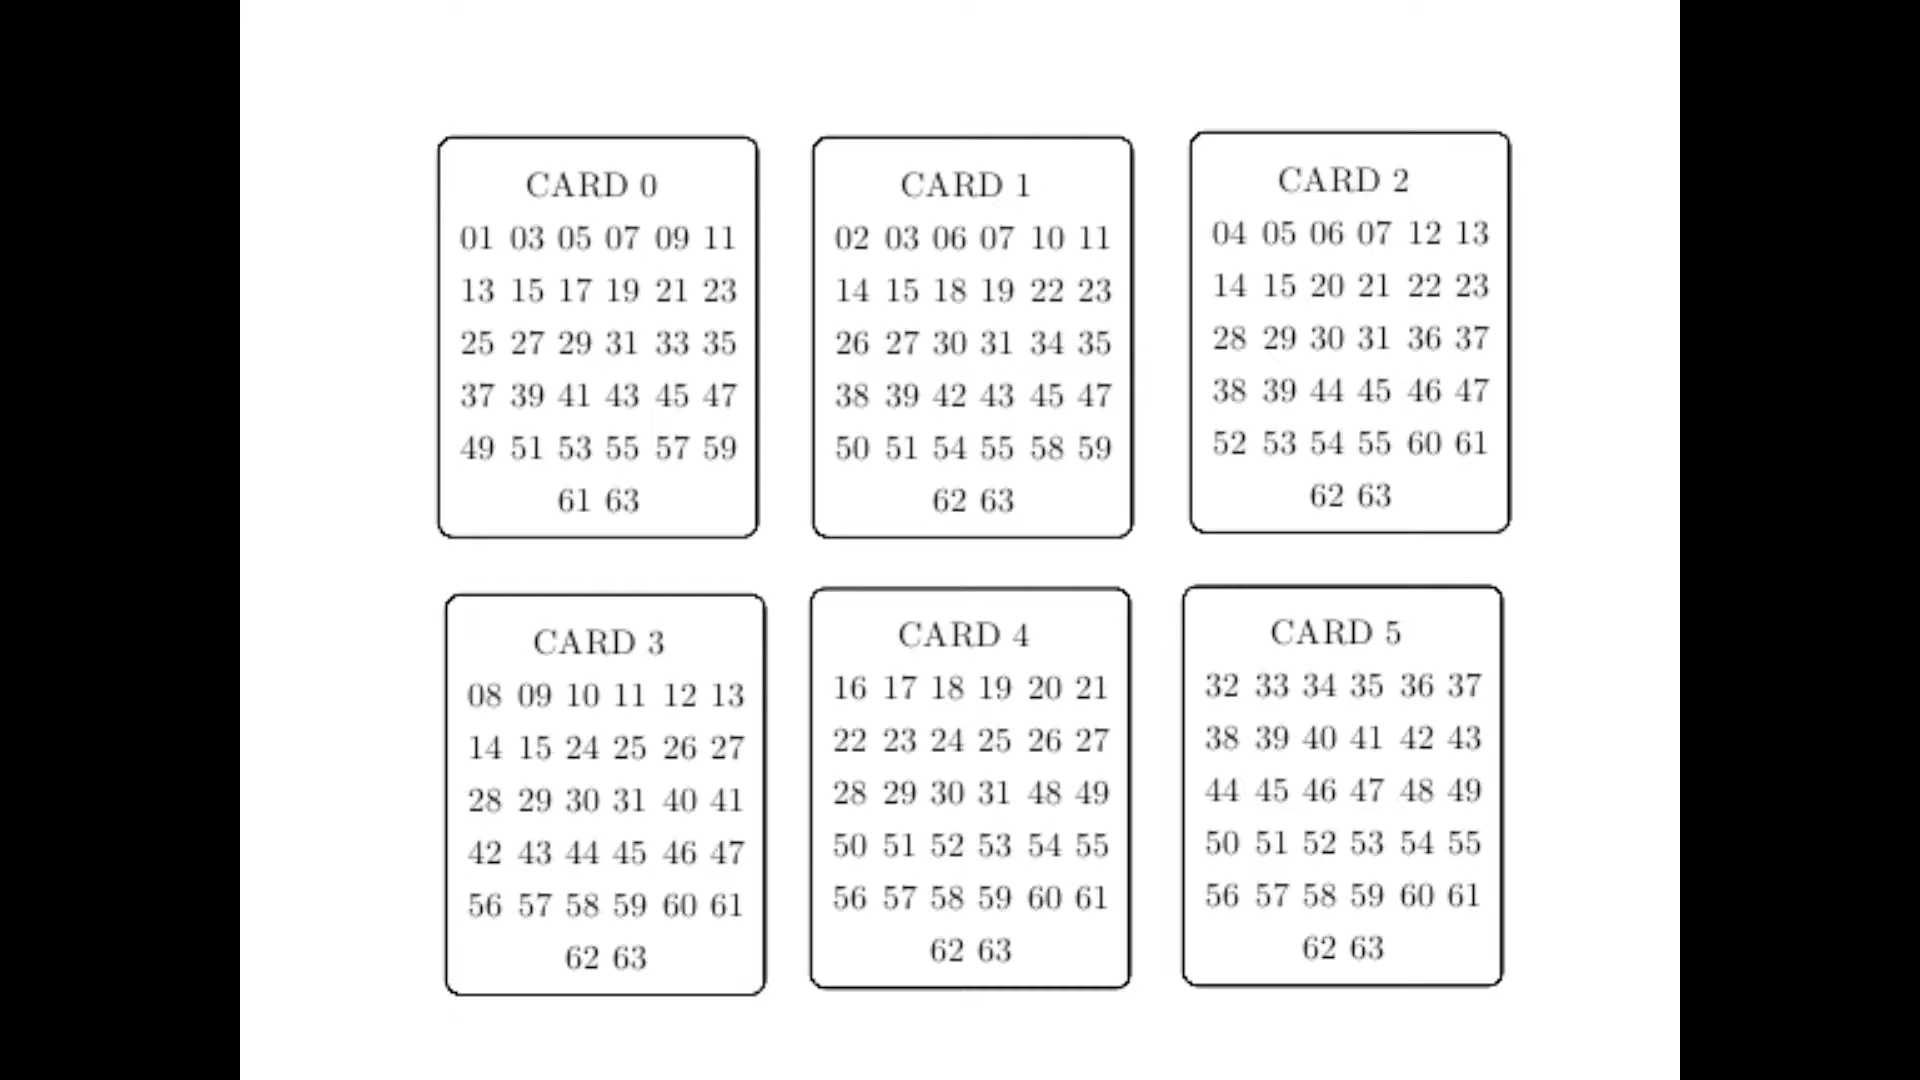 CARD 0
01 03 05 07 09 11
13 15 17 19 21 23
25 27 29 31 33 35
37 39 41 43 45 47
49 51 53 55 57 59
61 63
CARD 1
02 03 06 07 10 11
14 15 18 19 22 23
26 27 30 31 34 35
38 39 42 43 45 47
50 51 54 55 58 59
62 63
CARD 2
04 05 06 07 12 13
14 15 20 21 22 23
28 29 30 31 36 37
38 39 44 45 46 47
52 53 54 55 60 61
62 63
CARD 3
08 09 10 11 12 13
14 15 24 25 26 27
28 29 30 31 40 41
42 43 44 45 46 47
56 57 58 59 60 61
62 63
CARD 4
16 17 18 19 20 21
22 23 24 25 26 27
28 29 30 31 48 49
50 51 52 53 54 55
56 57 58 59 60 61
62 63
CARD 5
32 33 34 35 36 37
38 39 40 41 42 43
44 45 46 47 48 49
50 51 52 53 54 55
56 57 58 59 60 61
62 63